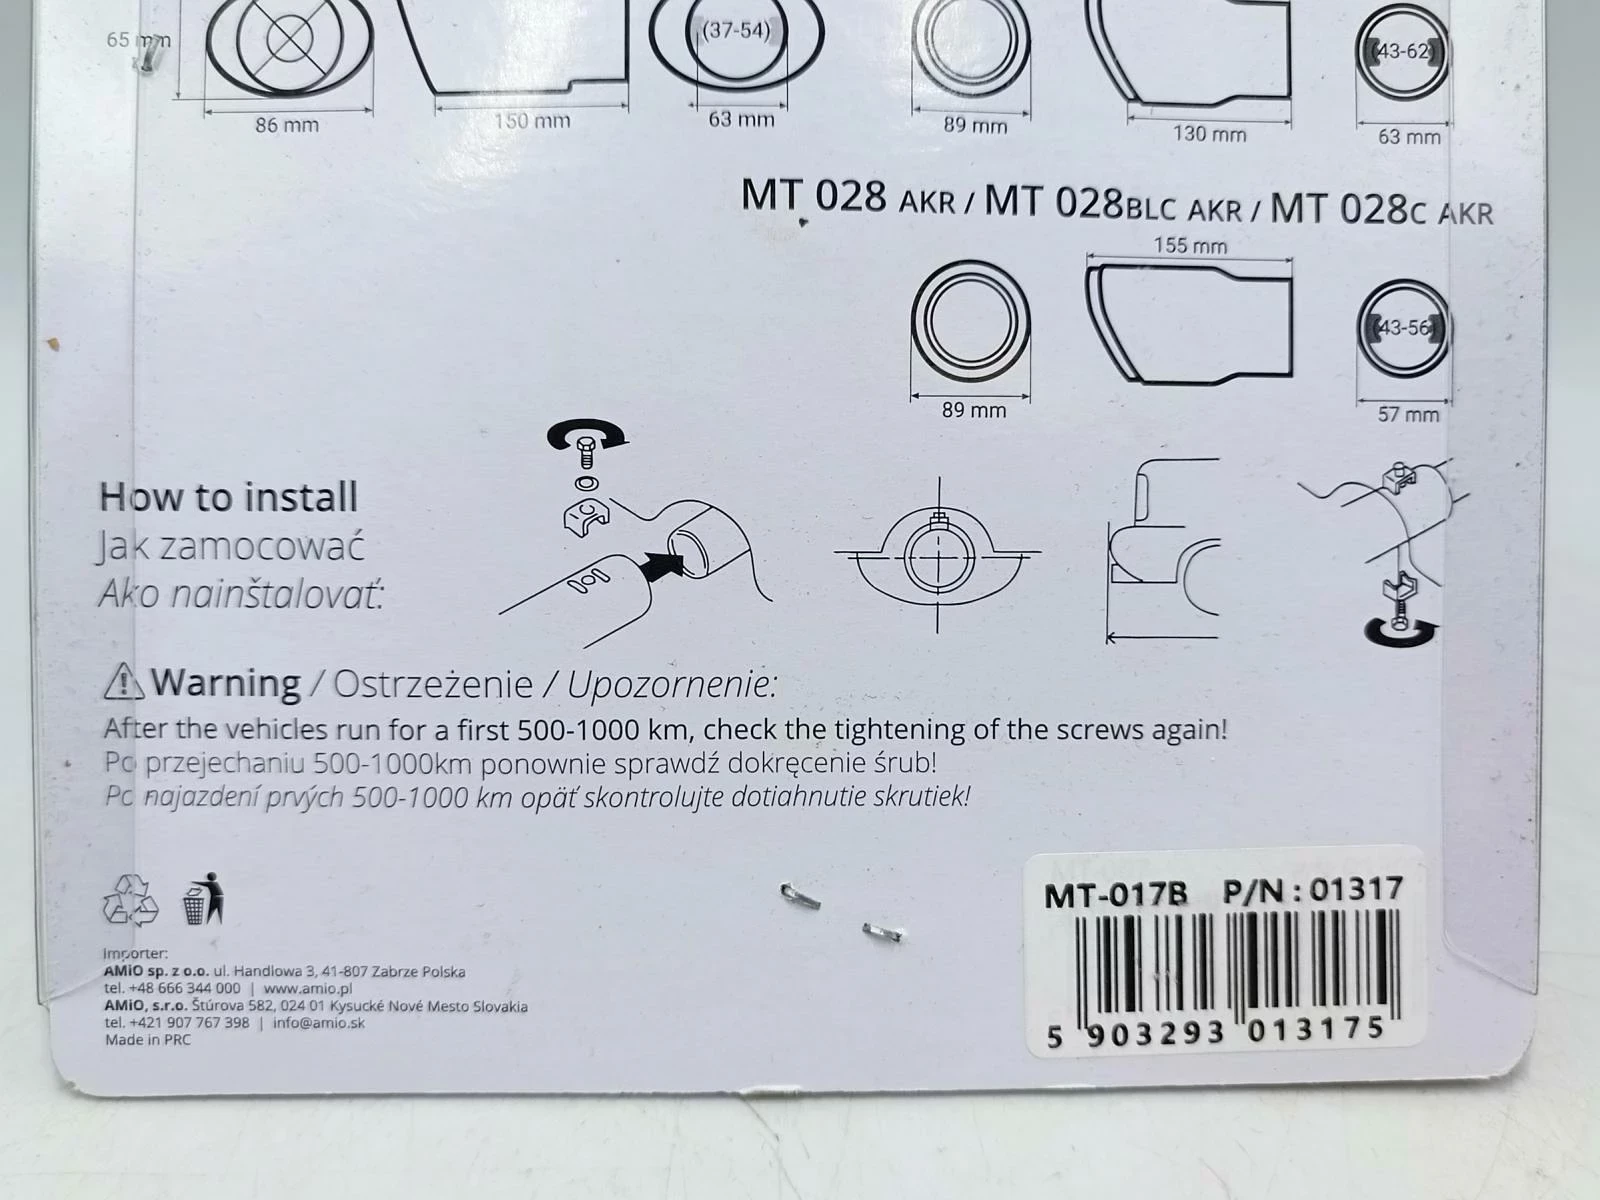 65 mm
(37-54)
(43-62)
86 mm
150 mm
63 mm
89 mm
130 mm
63 mm
MT 028 AKR / MT 028BLC AKR / MT 028C AKR
155 mm
(43-56)
89 mm
57 mm
How to install
Jak zamocować
Ako nainštalovať:
Warning / Ostrzeżenie / Upozornenie:
After the vehicles run for a first 500-1000 km, check the tightening of the screws again!
Po przejechaniu 500-1000km ponownie sprawdź dokręcenie śrub!
Po najazdení prvých 500-1000 km opäť skontrolujte dotiahnutie skrutiek!
MT-017B P/N : 01317
5 903293 013175
Importer:
AMiO sp. z o.o. ul. Handlowa 3, 41-807 Zabrze Polska
tel. +48 666 344 000 | www.amio.pl
AMiO, s.r.o. Štúrova 582, 024 01 Kysucké Nové Mesto Slovakia
tel. +421 907 767 398 | info@amio.sk
Made in PRC